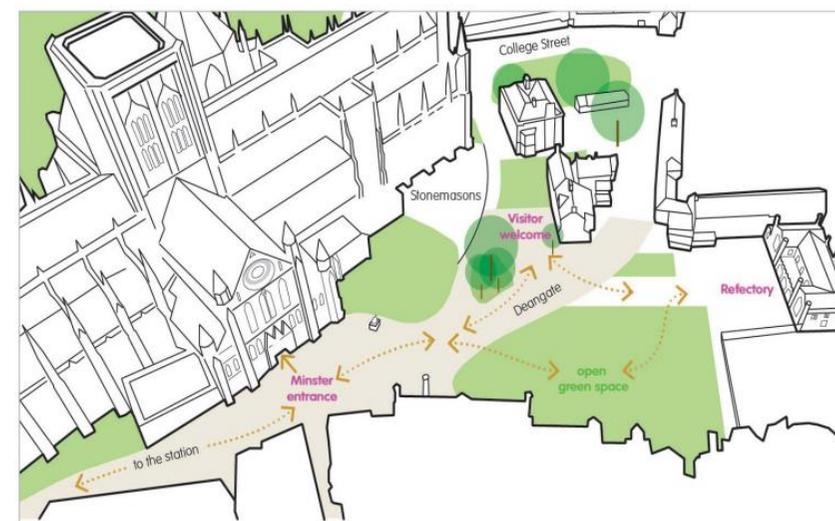 College Street
Stonemasons
Visitor
welcome
Refectory
Deangate
open
green space
Minster
entrance
to the station